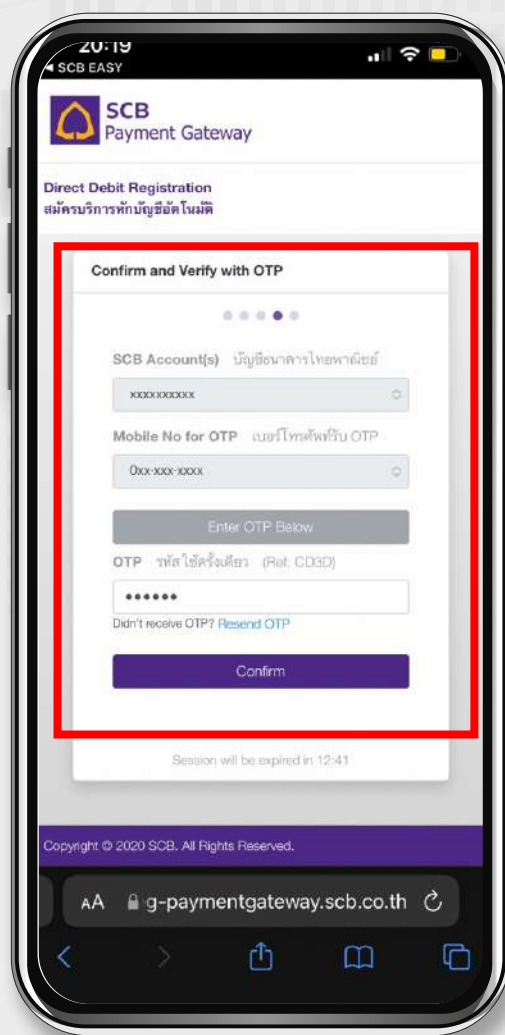 20:19
◀ SCB EASY
SCB
Payment Gateway
Direct Debit Registration
สมัครบริการหักบัญชีอัตโนมัติ
Confirm and Verify with OTP
SCB Account(s) บัญชีธนาคารไทยพาณิชย์
xxxxxxxxxx
Mobile No for OTP เบอร์โทรศัพท์รับ OTP
0xx-xxx-xxxx
Enter OTP Below
OTP รหัสใช้ครั้งเดียว (Ref: CD3D)
••••••
Didn't receive OTP? Resend OTP
Confirm
Session will be expired in 12:41
Copyright © 2020 SCB. All Rights Reserved.
AA g-paymentgateway.scb.co.th